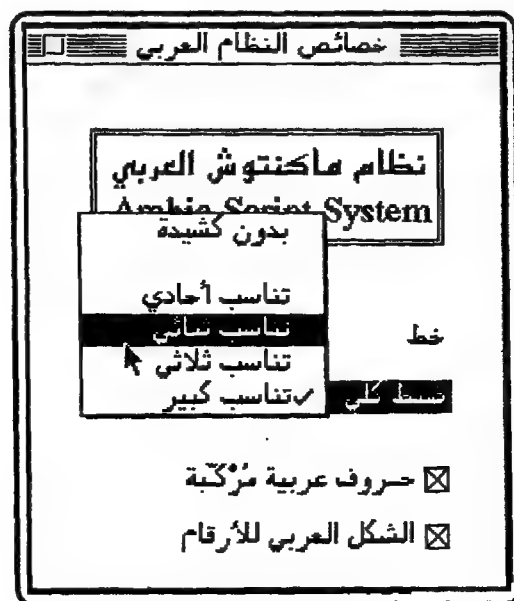 خصائص النظام العربي
نظام ماكنتوش العربي
Arabic Script System
بدون كشيدة
تناسب أحادي
تناسب ثنائي
خط
تناسب ثلاثي
✓تناسب كبير
كلي
☒ حروف عربية مُرْكّبة
☒ الشكل العربي للأرقام